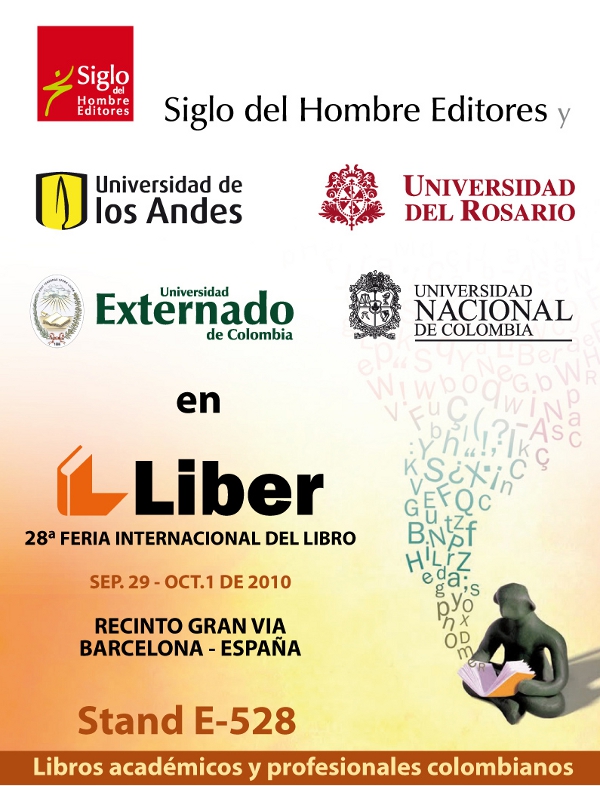 Siglo
del
Hombre
Editores
Siglo del Hombre Editores y
Universidad de
los Andes
UNIVERSIDAD
DEL ROSARIO
Universidad
Externado
de Colombia
UNIVERSIDAD
NACIONAL
DE COLOMBIA
en
Liber
28ª FERIA INTERNACIONAL DEL LIBRO
SEP. 29 - OCT.1 DE 2010
RECINTO GRAN VIA
BARCELONA - ESPAÑA
Stand E-528
Libros académicos y profesionales colombianos